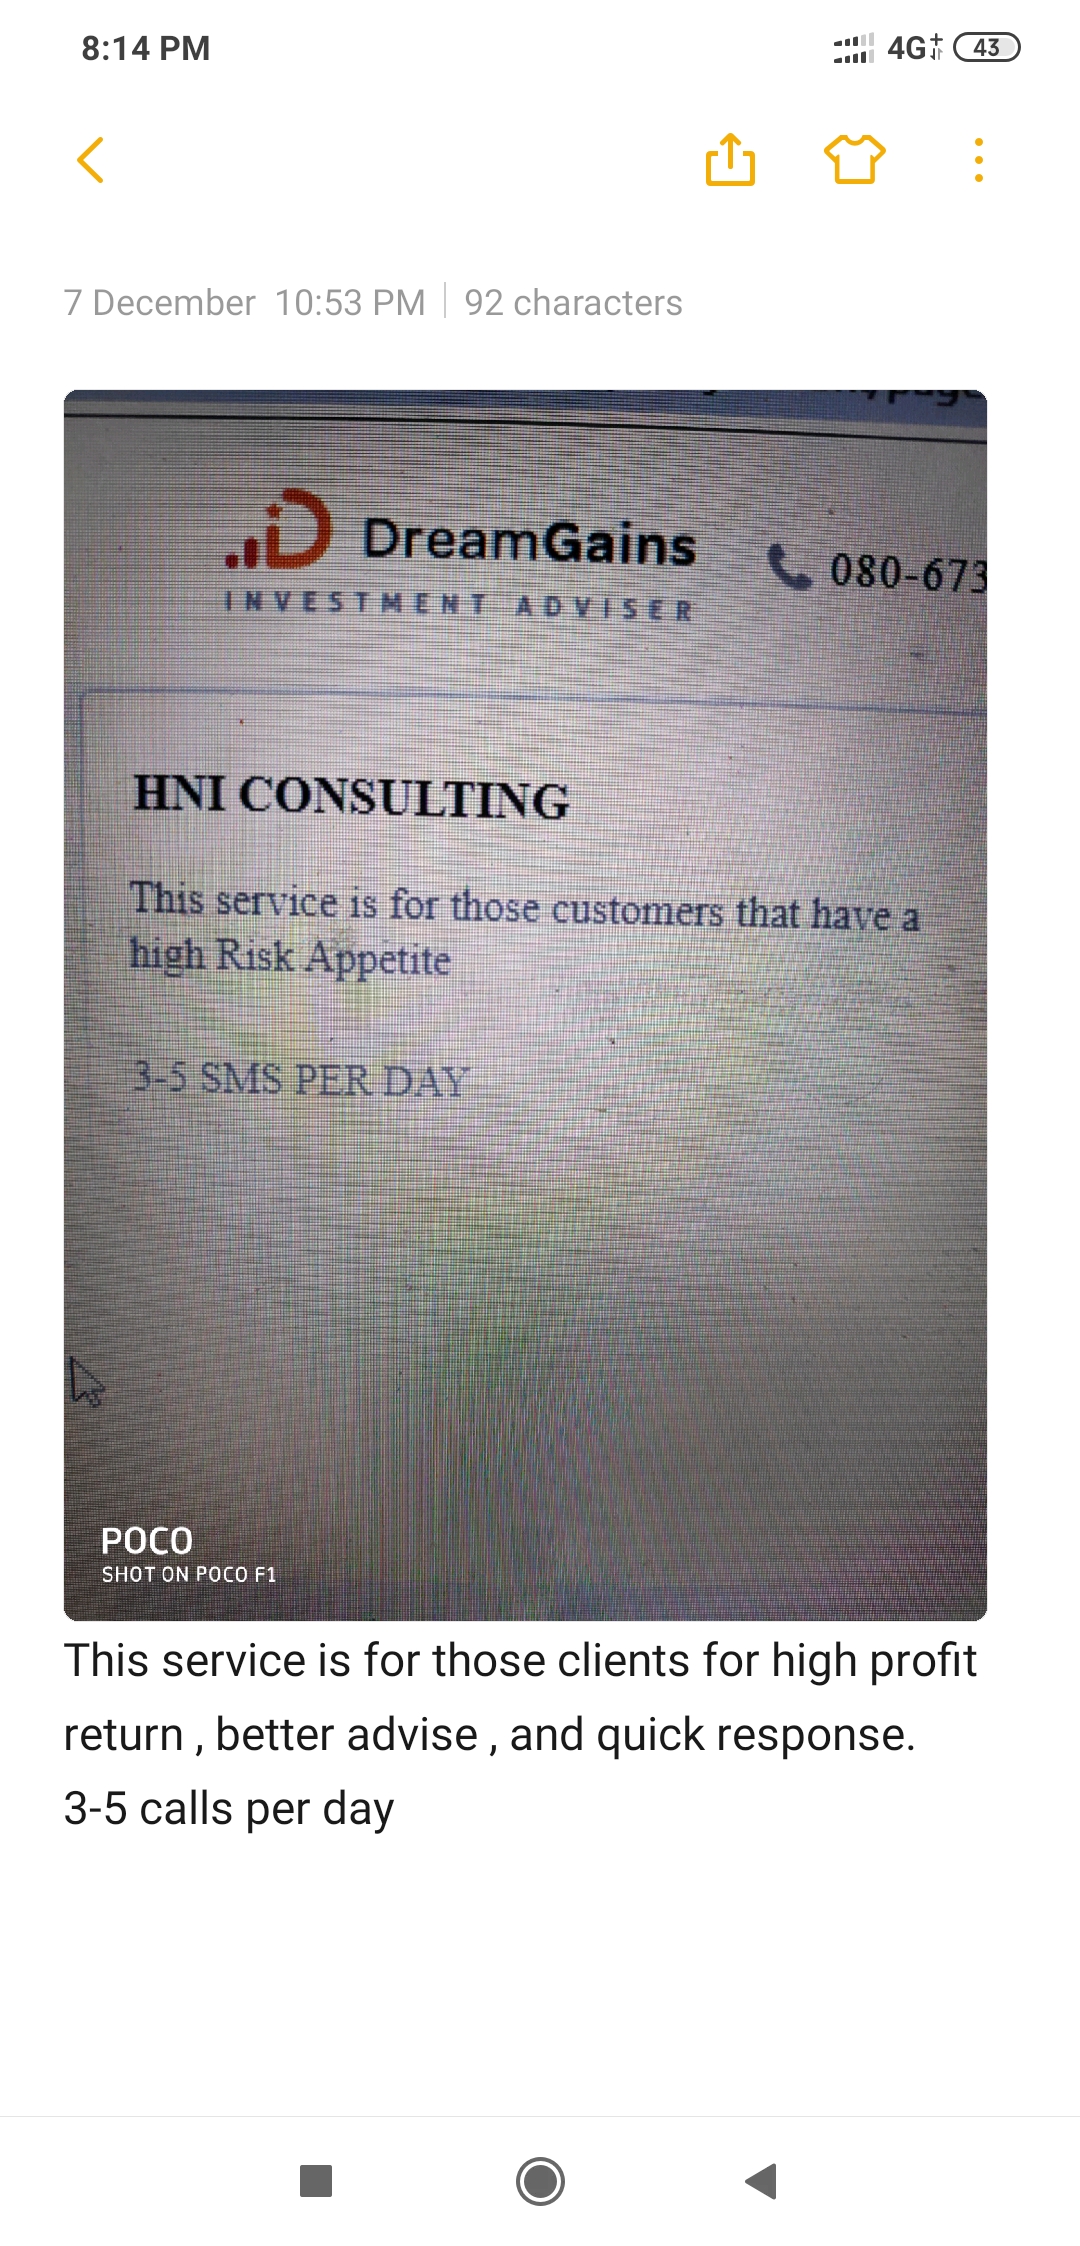 8:14 PM 4G+ 43
7 December 10:53 PM | 92 characters
DreamGains
INVESTMENT ADVISER
080-673
HNI CONSULTING
This service is for those customers that have a
high Risk Appetite
3-5 SMS PER DAY
POCO
SHOT ON POCO F1
This service is for those clients for high profit
return , better advise , and quick response.
3-5 calls per day